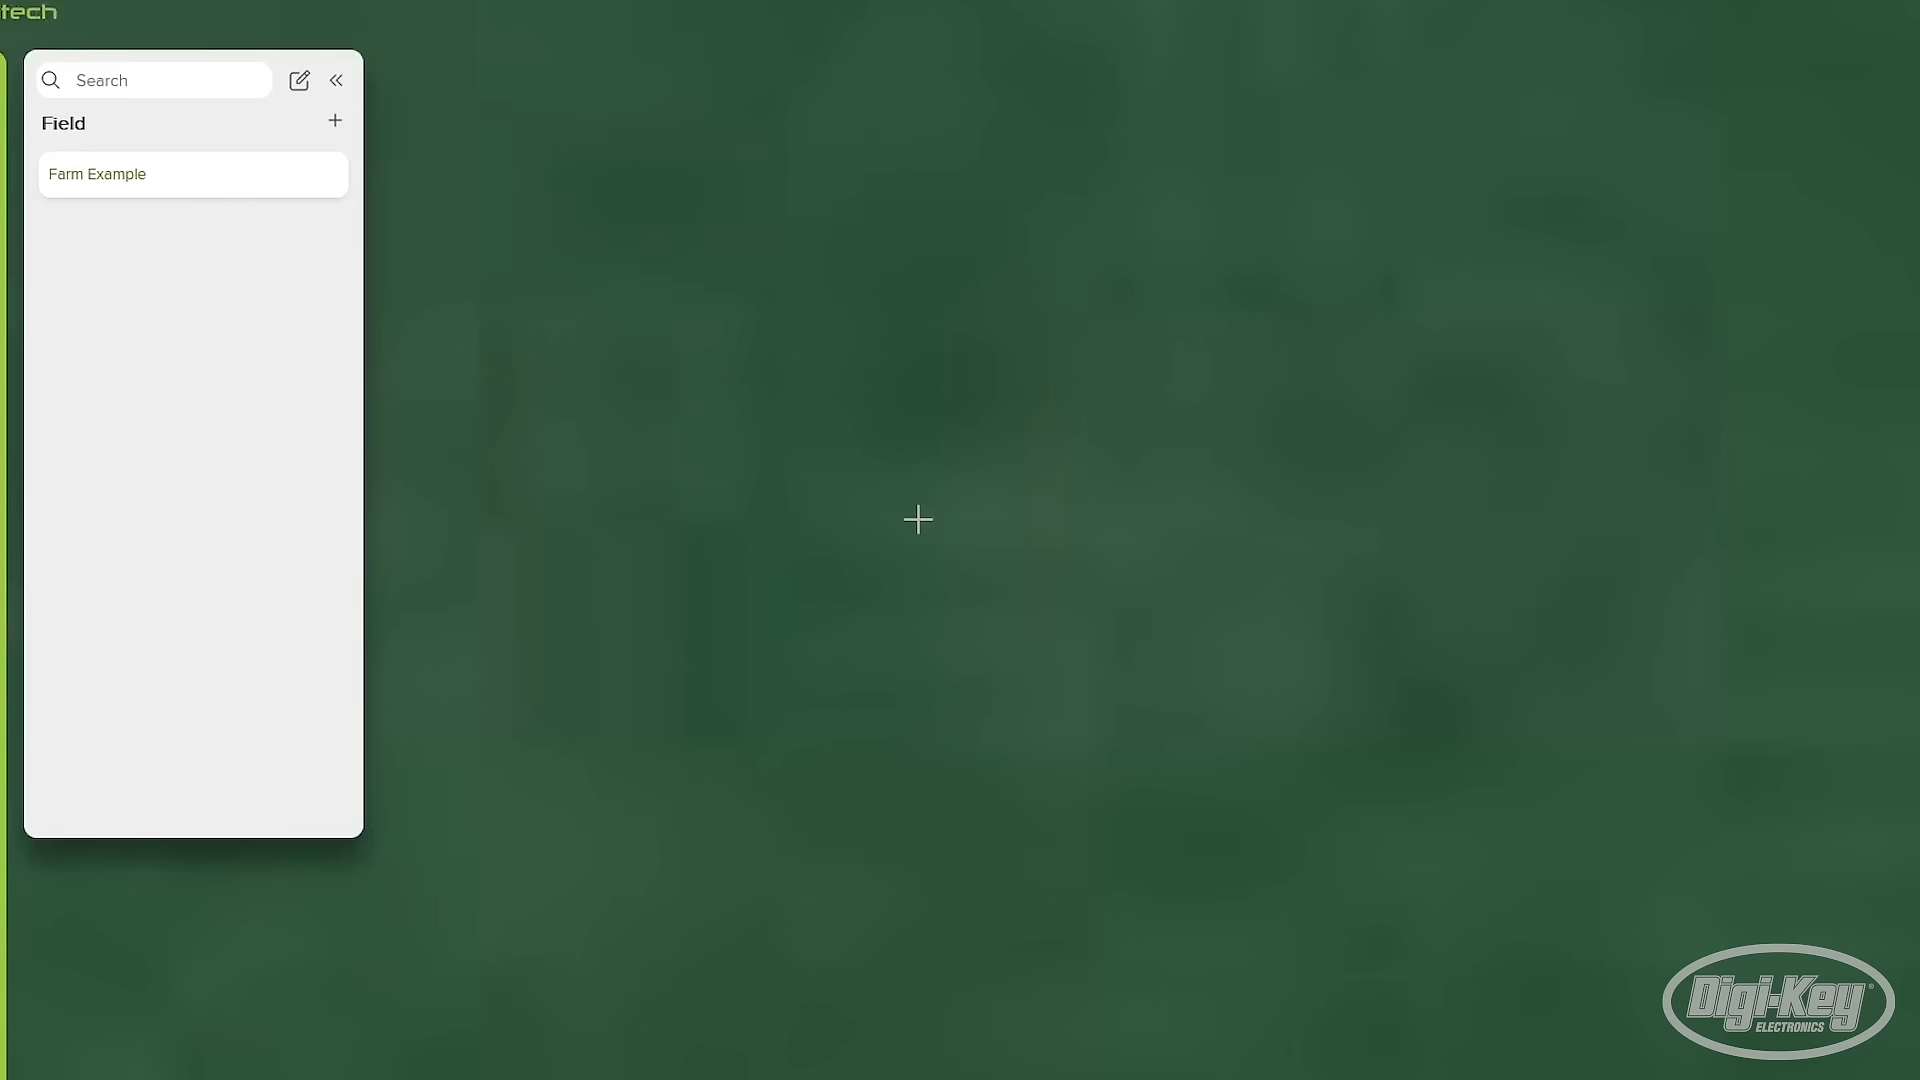 tech
Search
Field
Farm Example
Digi-Key
ELECTRONICS